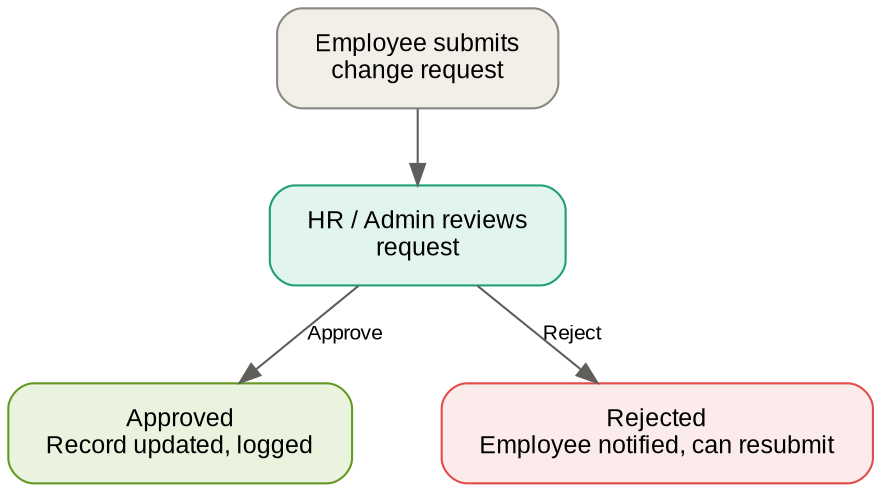 Employee submits
change request
HR / Admin reviews
request
Approve
Reject
Approved
Record updated, logged
Rejected
Employee notified, can resubmit